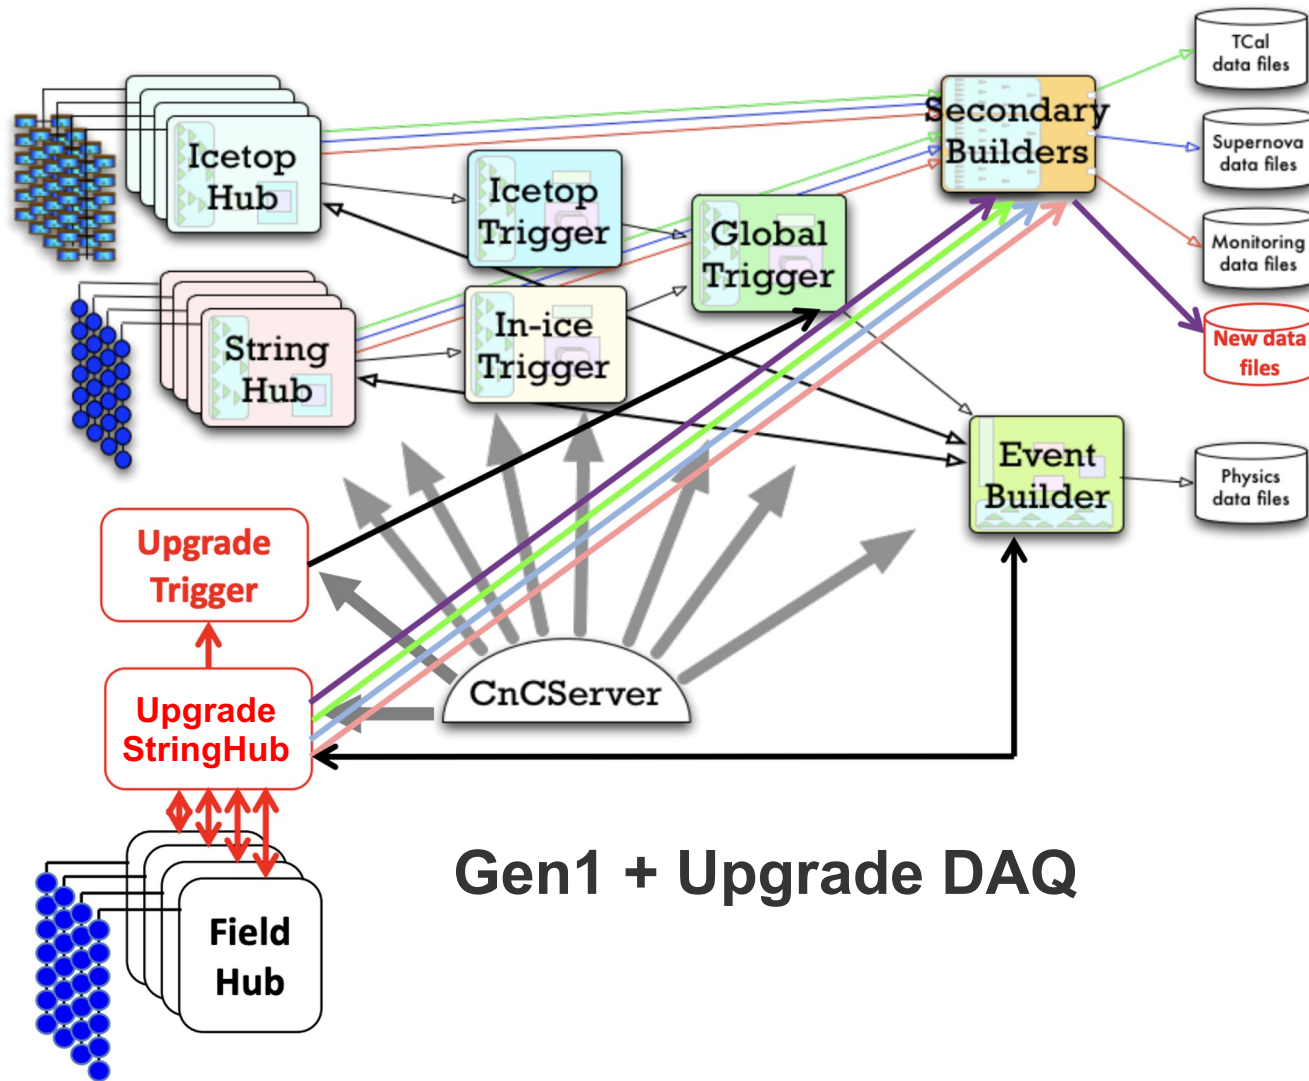 TCal
data files
Secondary
Builders
Supernova
data files
Icetop
Hub
Icetop
Trigger
Global
Trigger
Monitoring
data files
String
Hub
In-ice
Trigger
New data
files
Event
Builder
Physics
data files
Upgrade
Trigger
CnCServer
Upgrade
StringHub
Gen1 + Upgrade DAQ
Field
Hub